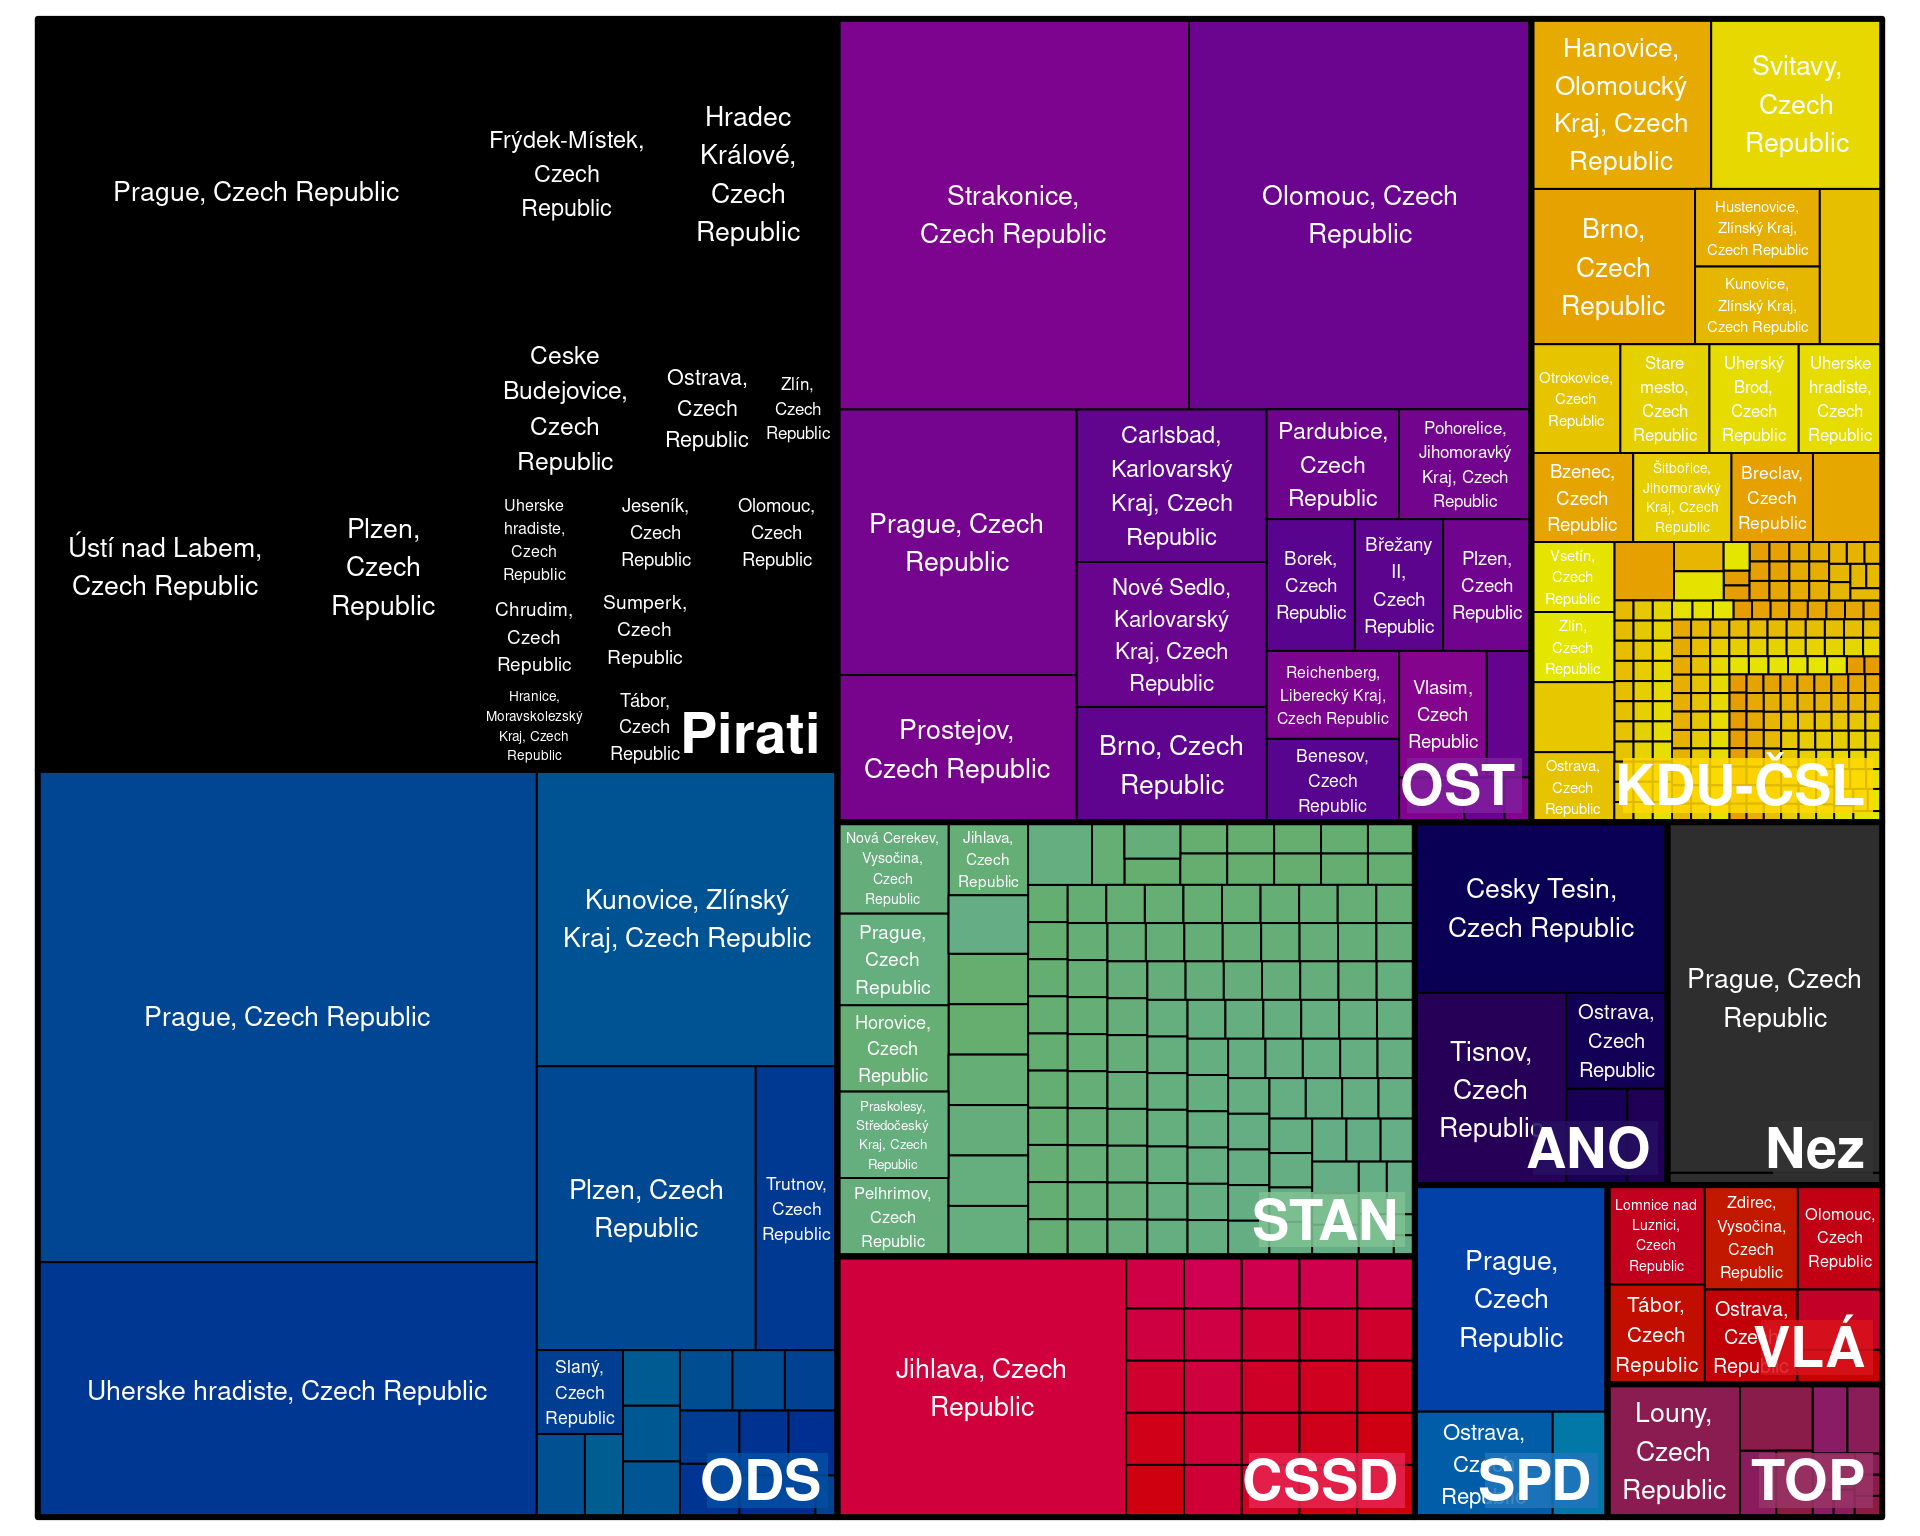 Prague, Czech Republic
Frýdek-Místek,
Czech
Republic
Hradec
Králové,
Czech
Republic
Ceske
Budejovice,
Czech
Republic
Ostrava,
Czech
Republic
Zlín,
Czech
Republic
Ústí nad Labem,
Czech Republic
Plzen,
Czech
Republic
Uherske
hradiste,
Czech
Republic
Jeseník,
Czech
Republic
Olomouc,
Czech
Republic
Chrudim,
Czech
Republic
Sumperk,
Czech
Republic
Hranice,
Moravskolezský
Kraj, Czech
Republic
Tábor,
Czech
Republic
Pirati
Strakonice,
Czech Republic
Olomouc, Czech
Republic
Prague, Czech
Republic
Prostejov,
Czech Republic
Carlsbad,
Karlovarský
Kraj, Czech
Republic
Nové Sedlo,
Karlovarský
Kraj, Czech
Republic
Brno, Czech
Republic
Pardubice,
Czech
Republic
Pohorelice,
Jihomoravký
Kraj, Czech
Republic
Borek,
Czech
Republic
Břežany
II,
Czech
Republic
Plzen,
Czech
Republic
Reichenberg,
Liberecký Kraj,
Czech Republic
Benesov,
Czech
Republic
Vlasim,
Czech
Republic
OST
Hanovice,
Olomoucký
Kraj, Czech
Republic
Svitavy,
Czech
Republic
Brno,
Czech
Republic
Hustenovice,
Zlínský Kraj,
Czech Republic
Kunovice,
Zlínský Kraj,
Czech Republic
Otrokovice,
Czech
Republic
Stare
mesto,
Czech
Republic
Uherský
Brod,
Czech
Republic
Uherske
hradiste,
Czech
Republic
Bzenec,
Czech
Republic
Šitbořice,
Jihomoravký
Kraj, Czech
Republic
Breclav,
Czech
Republic
Vsetín,
Czech
Republic
Zlín,
Czech
Republic
Ostrava,
Czech
Republic
KDU-ČSL
Prague, Czech Republic
Uherske hradiste, Czech Republic
Kunovice, Zlínský
Kraj, Czech Republic
Plzen, Czech
Republic
Trutnov,
Czech
Republic
Slaný,
Czech
Republic
ODS
Nová Cerekev,
Vysočina,
Czech
Republic
Jihlava,
Czech
Republic
Prague,
Czech
Republic
Horovice,
Czech
Republic
Praskolesy,
Středočeský
Kraj, Czech
Republic
Pelhrimov,
Czech
Republic
STAN
Jihlava, Czech
Republic
CSSD
Cesky Tesin,
Czech Republic
Tisnov,
Czech
Republic
Ostrava,
Czech
Republic
ANO
Prague, Czech
Republic
Nez
Prague,
Czech
Republic
Ostrava,
Czech
Republic
SPD
Lomnice nad
Luznici,
Czech
Republic
Zdirec,
Vysočina,
Czech
Republic
Olomouc,
Czech
Republic
Tábor,
Czech
Republic
Ostrava,
Czech
Republic
VLÁ
Louny,
Czech
Republic
TOP